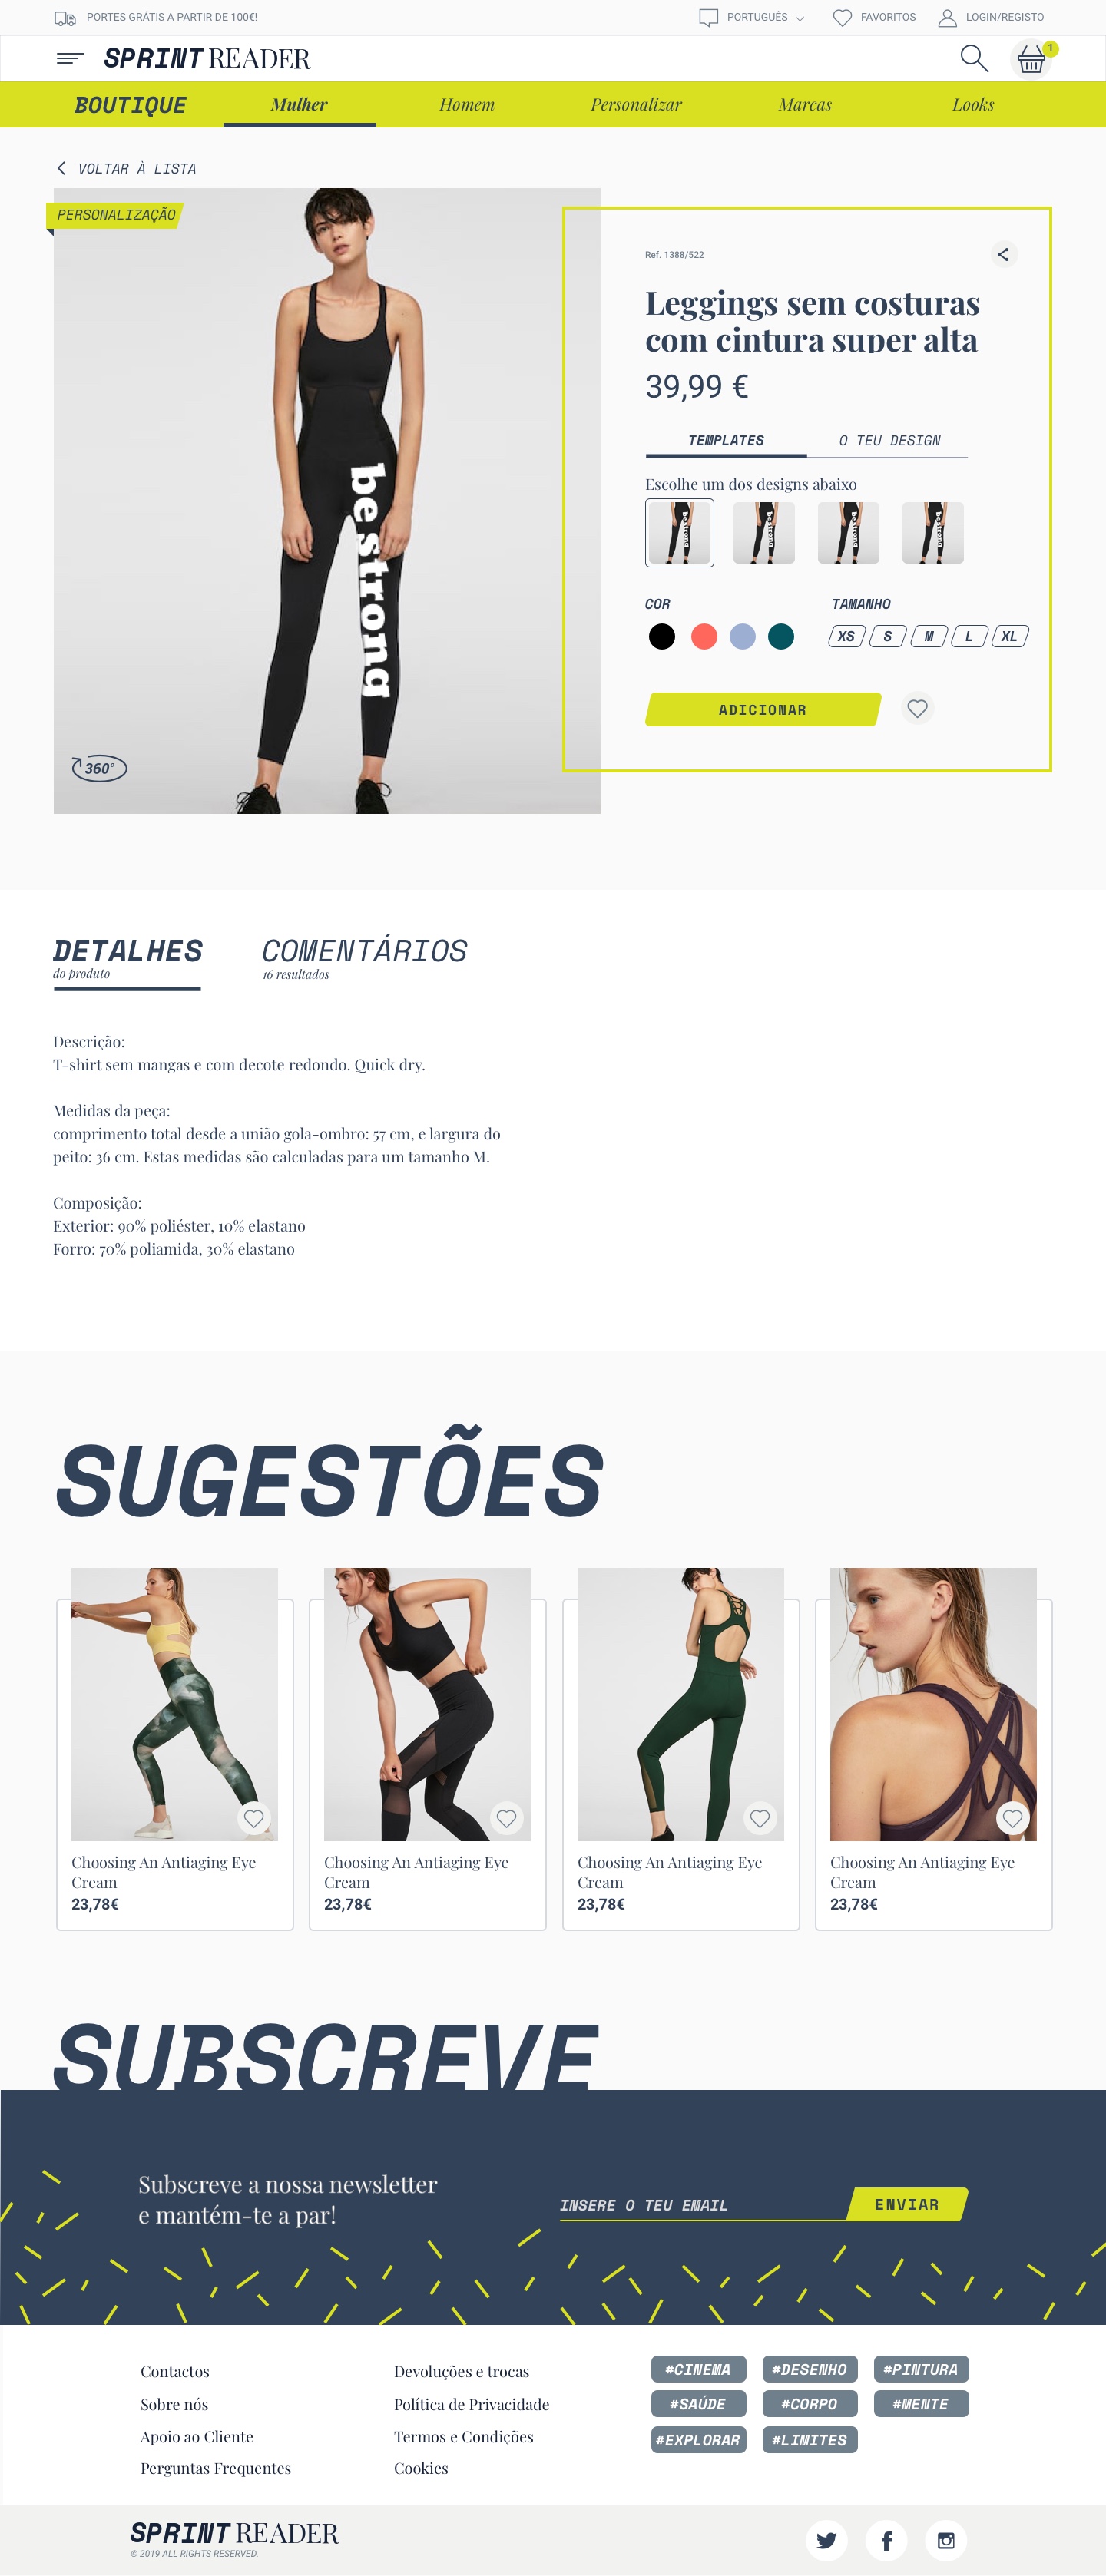 PORTES GRÁTIS A PARTIR DE 100€!
PORTUGUÊS
FAVORITOS
LOGIN/REGISTO
SPRINT READER
1
BOUTIQUE
Mulher
Homem
Personalizar
Marcas
Looks
VOLTAR À LISTA
PERSONALIZAÇÃO
be strong
360°
Ref. 1388/522
Leggings sem costuras
com cintura super alta
39,99 €
TEMPLATES
O TEU DESIGN
Escolhe um dos designs abaixo
be strong
be strong
be strong
be strong
COR
TAMANHO
XS
S
M
L
XL
ADICIONAR
DETALHES
do produto
COMENTÁRIOS
16 resultados
Descrição:
T-shirt sem mangas e com decote redondo. Quick dry.
Medidas da peça:
comprimento total desde a união gola-ombro: 57 cm, e largura do
peito: 36 cm. Estas medidas são calculadas para um tamanho M.
Composição:
Exterior: 90% poliéster, 10% elastano
Forro: 70% poliamida, 30% elastano
SUGESTÕES
Choosing An Antiaging Eye
Cream
23,78€
Choosing An Antiaging Eye
Cream
23,78€
Choosing An Antiaging Eye
Cream
23,78€
Choosing An Antiaging Eye
Cream
23,78€
SUBSCREVE
Subscreve a nossa newsletter
e mantém-te a par!
INSERE O TEU EMAIL
ENVIAR
Contactos
Sobre nós
Apoio ao Cliente
Perguntas Frequentes
Devoluções e trocas
Política de Privacidade
Termos e Condições
Cookies
#CINEMA
#DESENHO
#PINTURA
#SAÚDE
#CORPO
#MENTE
#EXPLORAR
#LIMITES
SPRINT READER
© 2019 ALL RIGHTS RESERVED.